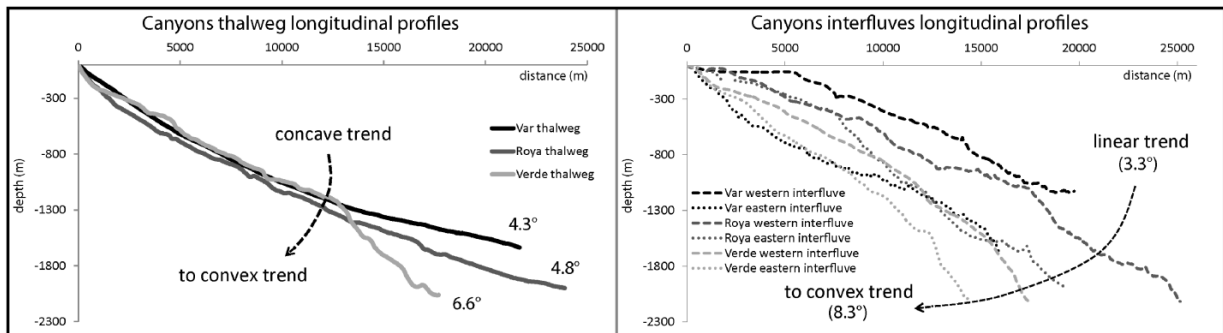 Canyons thalweg longitudinal profiles
0 5000 10000 15000 20000 25000
distance (m)
-300
-800
-1300
-1800
-2300
depth (m)
concave trend
to convex trend
Var thalweg
Roya thalweg
Verde thalweg
4.3°
4.8°
6.6°
Canyons interfluves longitudinal profiles
0 5000 10000 15000 20000 25000
distance (m)
-300
-800
-1300
-1800
-2300
depth (m)
linear trend
(3.3°)
Var western interfluve
Var eastern interfluve
Roya western interfluve
Roya eastern interfluve
Verde western interfluve
Verde eastern interfluve
to convex trend
(8.3°)